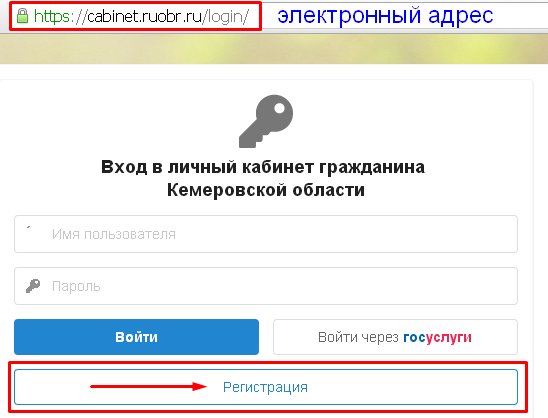 https://cabinet.ruobr.ru/login/ электронный адрес
Вход в личный кабинет гражданина
Кемеровской области
Имя пользователя
Пароль
Войти Войти через госуслуги
Регистрация